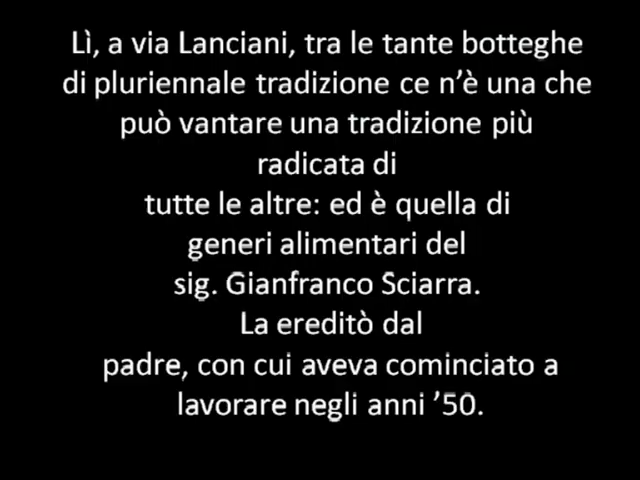 Lì, a via Lanciani, tra le tante botteghe
di pluriennale tradizione ce n’è una che
può vantare una tradizione più
radicata di
tutte le altre: ed è quella di
generi alimentari del
sig. Gianfranco Sciarra.
La ereditò dal
padre, con cui aveva cominciato a
lavorare negli anni ’50.